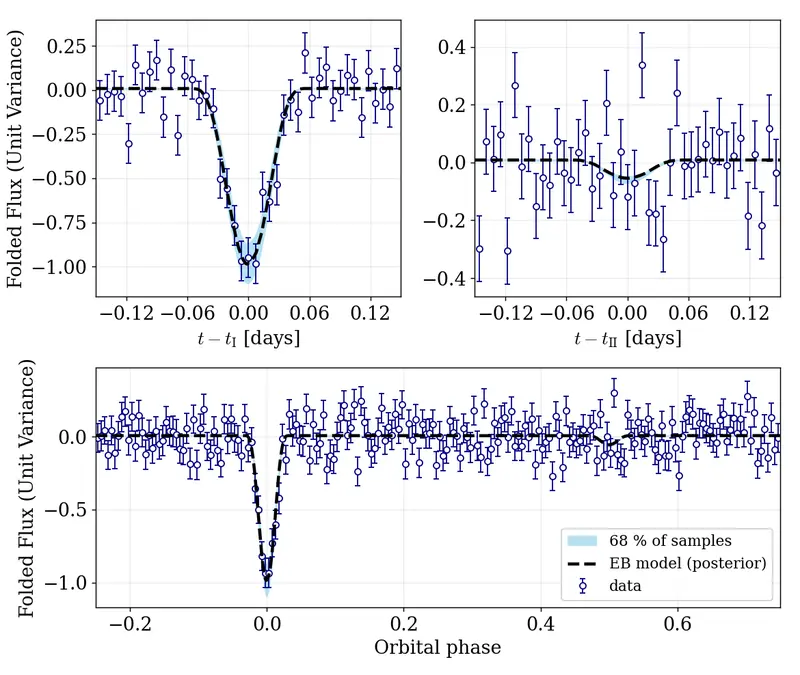 Folded Flux (Unit Variance)
0.25
0.00
−0.25
−0.50
−0.75
−1.00
−0.12 −0.06 0.00 0.06 0.12
t − tI [days]
0.4
0.2
0.0
−0.2
−0.4
−0.12 −0.06 0.00 0.06 0.12
t − tII [days]
Folded Flux (Unit Variance)
0.0
−0.5
−1.0
68 % of samples
EB model (posterior)
data
−0.2 0.0 0.2 0.4 0.6
Orbital phase